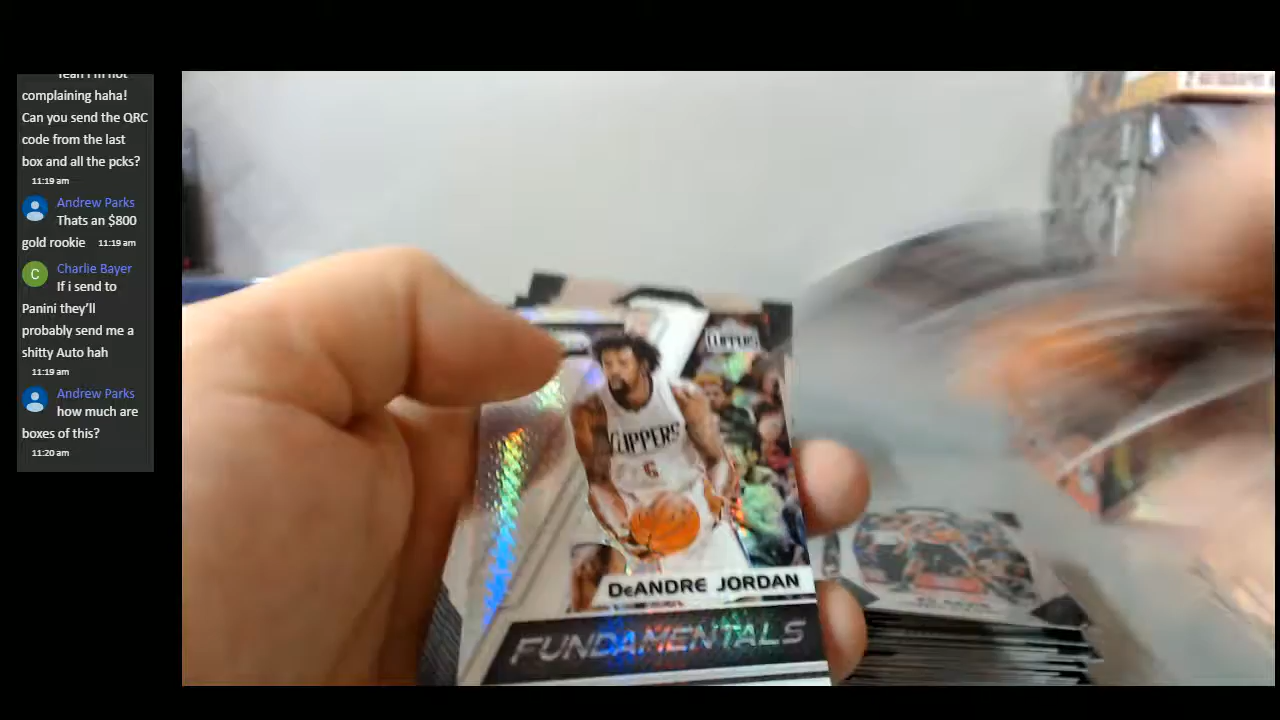 complaining haha!
Can you send the QRC
code from the last
box and all the pcks?
11:19 am
Andrew Parks
Thats an $800
gold rookie 11:19 am
C Charlie Bayer
If i send to
Panini they'll
probably send me a
shitty Auto hah
11:19 am
Andrew Parks
how much are
boxes of this?
11:20 am
CLIPPERS
CLIPPERS
6
DeANDRE JORDAN
FUNDAMENTALS